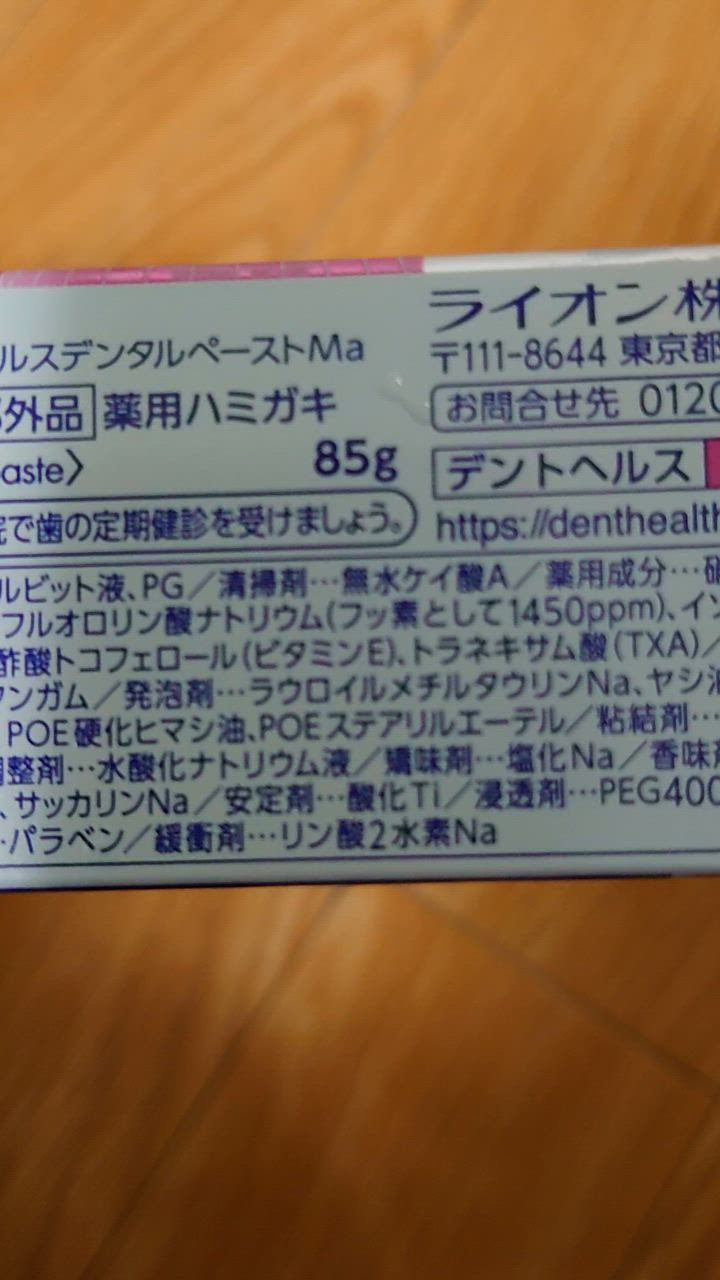 ルスデンタルペーストMa
外品 薬用ハミガキ
aste〉 85g
で歯の定期健診を受けましょう。
ライオン株
〒111-8644 東京都
お問合せ先 0120
デントヘルス
https://denthealth
ルビット液、PG／清掃剤…無水ケイ酸A／薬用成分…硝
フルオロリン酸ナトリウム(フッ素として1450ppm)、イソ
酢酸トコフェロール(ビタミンE)、トラネキサム酸(TXA)／
タンガム／発泡剤…ラウロイルメチルタウリンNa、ヤシ油
POE硬化ヒマシ油、POEステアリルエーテル／粘結剤…
調整剤…水酸化ナトリウム液／矯味剤…塩化Na／香味剤
、サッカリンNa／安定剤…酸化Ti／浸透剤…PEG400
…パラベン／緩衝剤…リン酸2水素Na